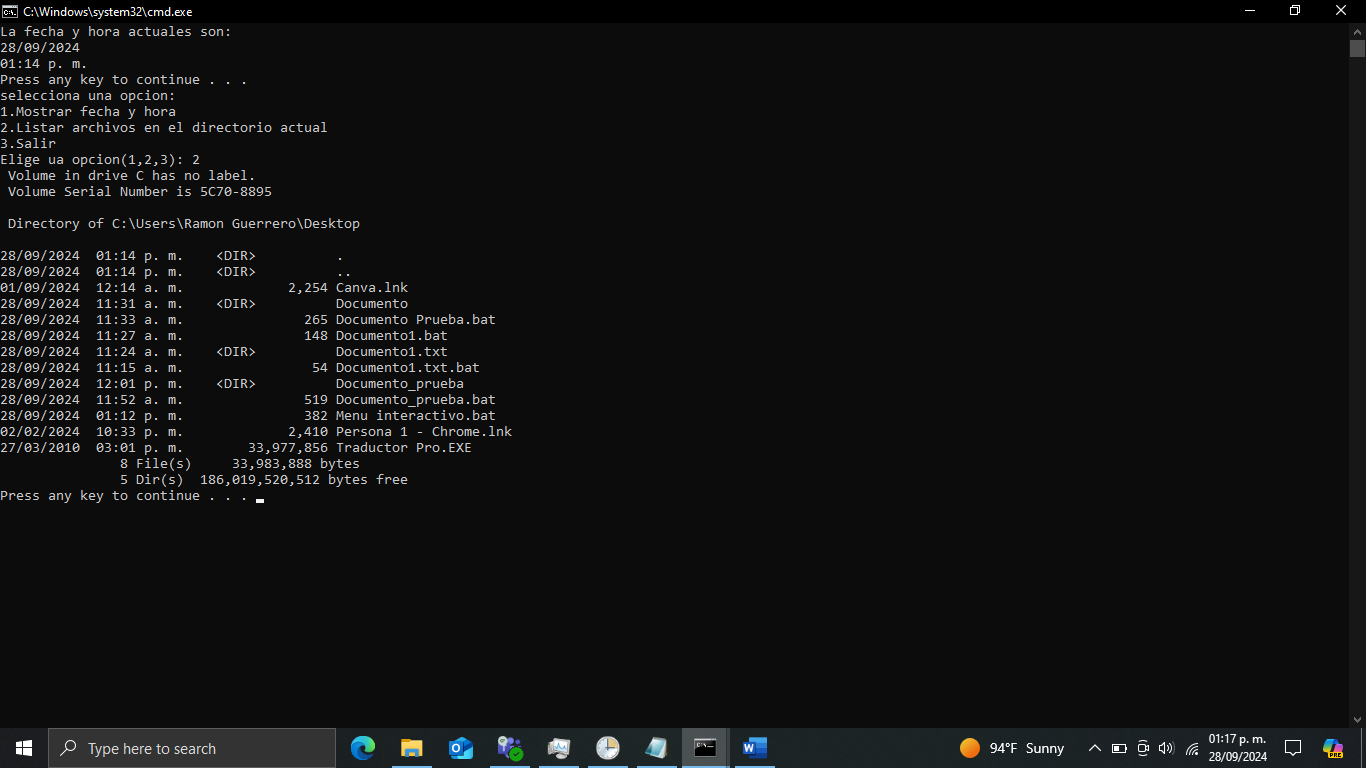 C:\Windows\system32\cmd.exe
La fecha y hora actuales son:
28/09/2024
01:14 p. m.
Press any key to continue . . .
selecciona una opcion:
1.Mostrar fecha y hora
2.Listar archivos en el directorio actual
3.Salir
Elige ua opcion(1,2,3): 2
 Volume in drive C has no label.
 Volume Serial Number is 5C70-8895
 Directory of C:\Users\Ramon Guerrero\Desktop
28/09/2024  01:14 p. m.    <DIR>          .
28/09/2024  01:14 p. m.    <DIR>          ..
01/09/2024  12:14 a. m.             2,254 Canva.lnk
28/09/2024  11:31 a. m.    <DIR>          Documento
28/09/2024  11:33 a. m.               265 Documento Prueba.bat
28/09/2024  11:27 a. m.               148 Documento1.bat
28/09/2024  11:24 a. m.    <DIR>          Documento1.txt
28/09/2024  11:15 a. m.                54 Documento1.txt.bat
28/09/2024  12:01 p. m.    <DIR>          Documento_prueba
28/09/2024  11:52 a. m.               519 Documento_prueba.bat
28/09/2024  01:12 p. m.               382 Menu interactivo.bat
02/02/2024  10:33 p. m.             2,410 Persona 1 - Chrome.lnk
27/03/2010  03:01 p. m.        33,977,856 Traductor Pro.EXE
               8 File(s)     33,983,888 bytes
               5 Dir(s)  186,019,520,512 bytes free
Press any key to continue . . .
Type here to search
94°F Sunny
01:17 p. m.
28/09/2024
PRE